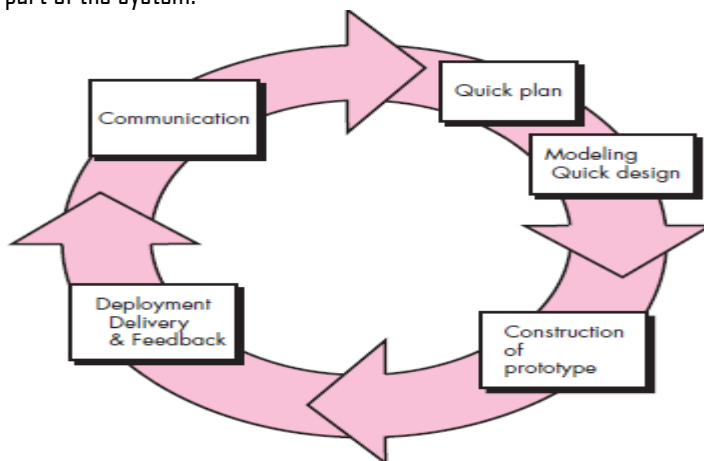 part of the system.
Communication
Quick plan
Modeling
Quick design
Construction
of
prototype
Deployment
Delivery
& Feedback